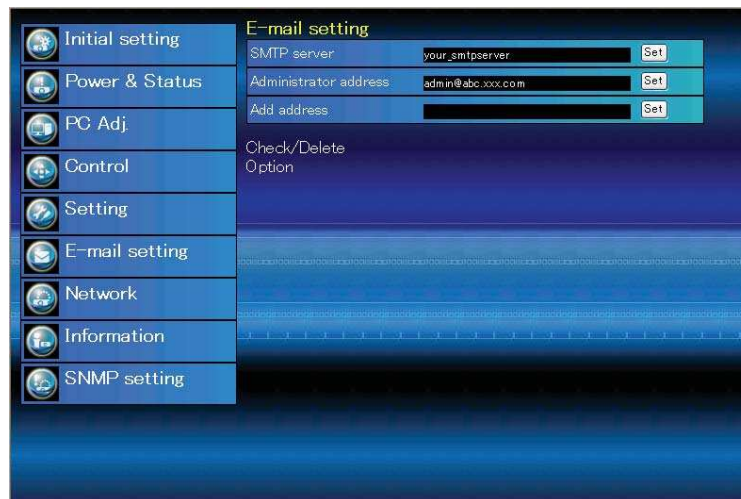 Initial setting
Power & Status
PC Adj.
Control
Setting
E-mail setting
Network
Information
SNMP setting
E-mail setting
SMTP server your_smtpserver Set
Administrator address admin@abc.xxx.com Set
Add address Set
Check/Delete
Option